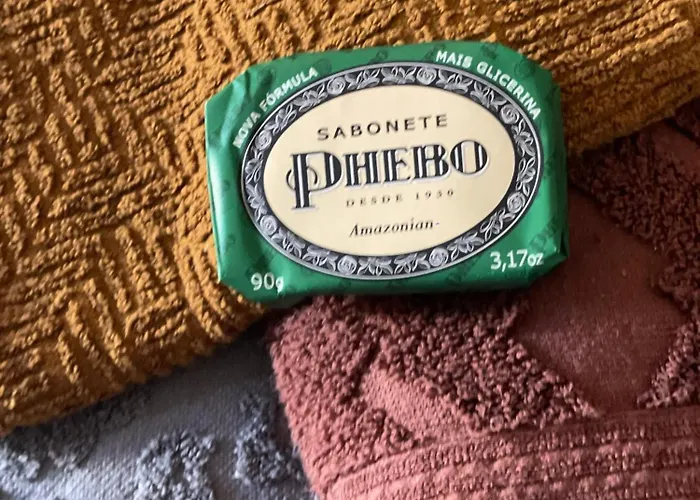 NOVA FÓRMULA
MAIS GLICERINA
SABONETE
PHEBO
DESDE 1930
Amazonian-
90g
3,17oz